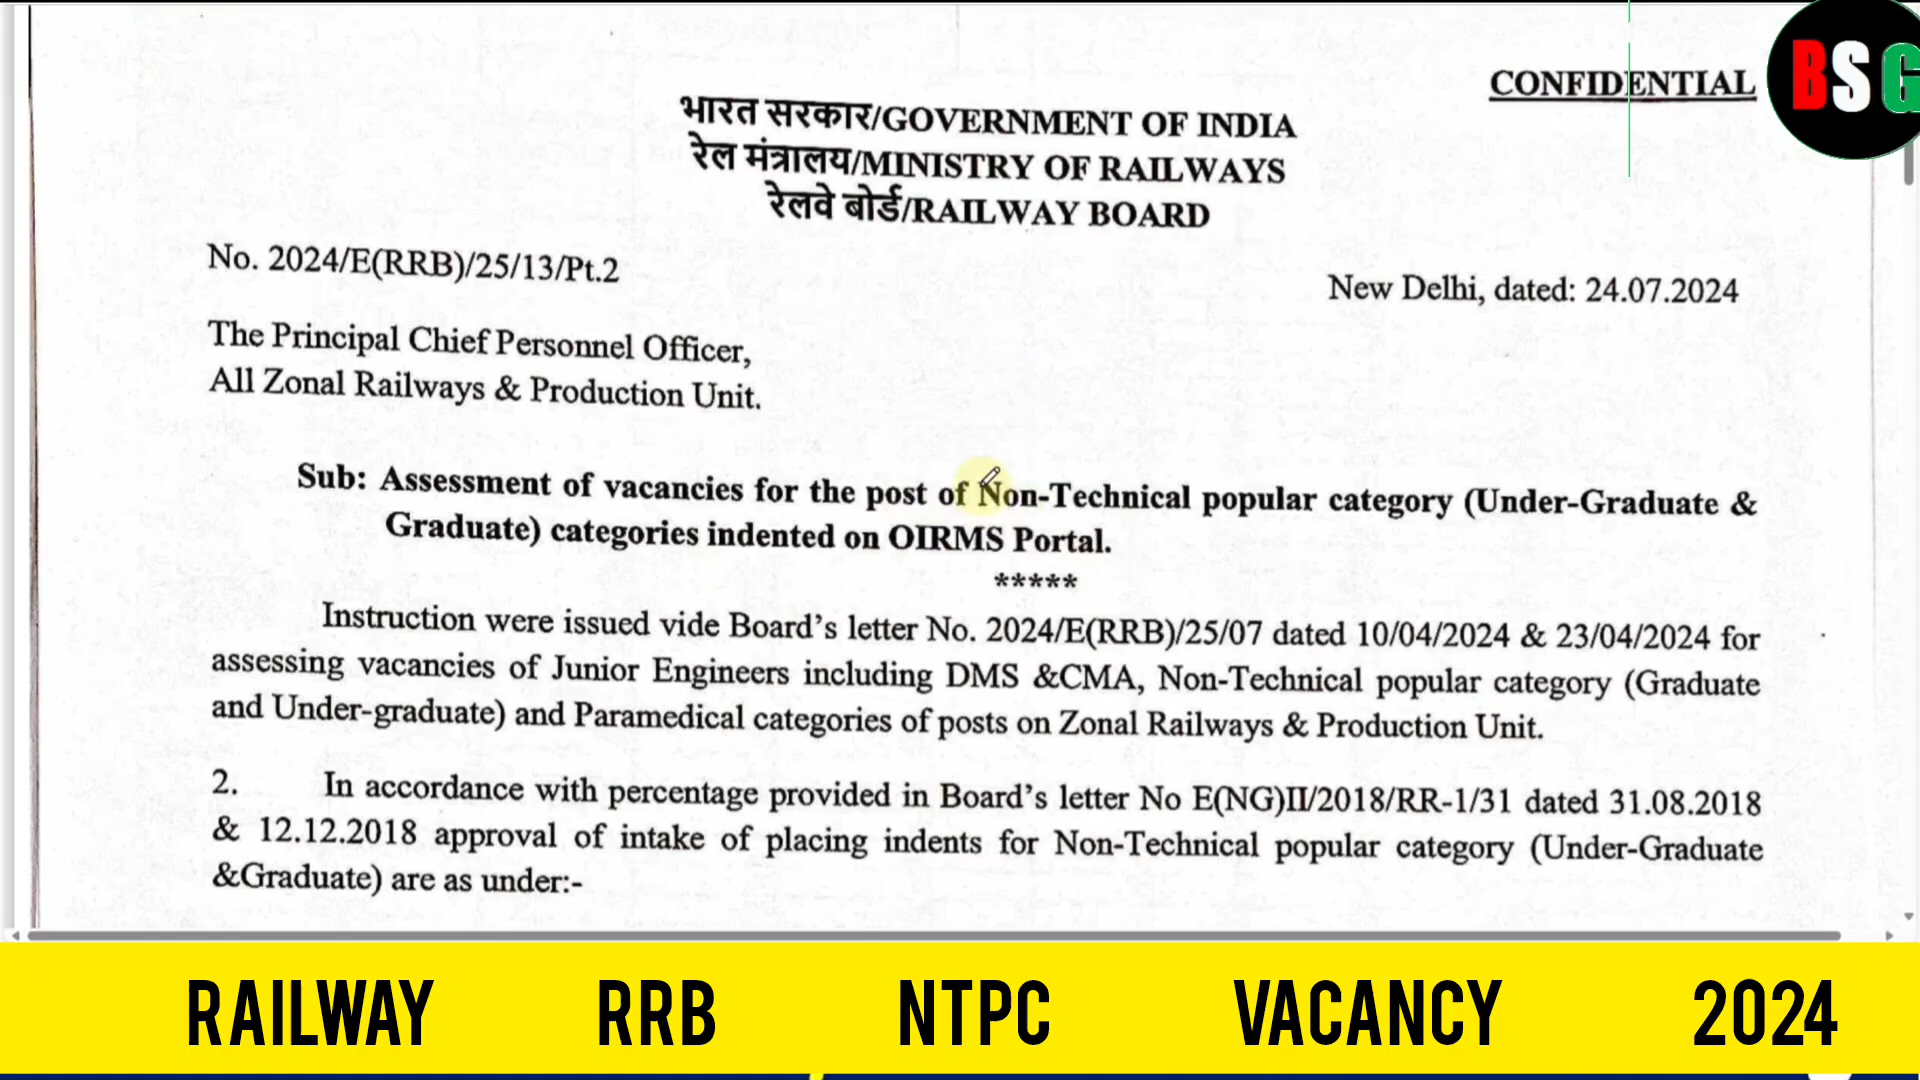 CONFIDENTIAL
BSG
भारत सरकार/GOVERNMENT OF INDIA
रेल मंत्रालय/MINISTRY OF RAILWAYS
रेलवे बोर्ड/RAILWAY BOARD
No. 2024/E(RRB)/25/13/Pt.2
New Delhi, dated: 24.07.2024
The Principal Chief Personnel Officer,
All Zonal Railways & Production Unit.
Sub: Assessment of vacancies for the post of Non-Technical popular category (Under-Graduate &
Graduate) categories indented on OIRMS Portal.
*****
Instruction were issued vide Board's letter No. 2024/E(RRB)/25/07 dated 10/04/2024 & 23/04/2024 for
assessing vacancies of Junior Engineers including DMS &CMA, Non-Technical popular category (Graduate
and Under-graduate) and Paramedical categories of posts on Zonal Railways & Production Unit.
2. In accordance with percentage provided in Board's letter No E(NG)II/2018/RR-1/31 dated 31.08.2018
& 12.12.2018 approval of intake of placing indents for Non-Technical popular category (Under-Graduate
&Graduate) are as under:-
RAILWAY RRB NTPC VACANCY 2024